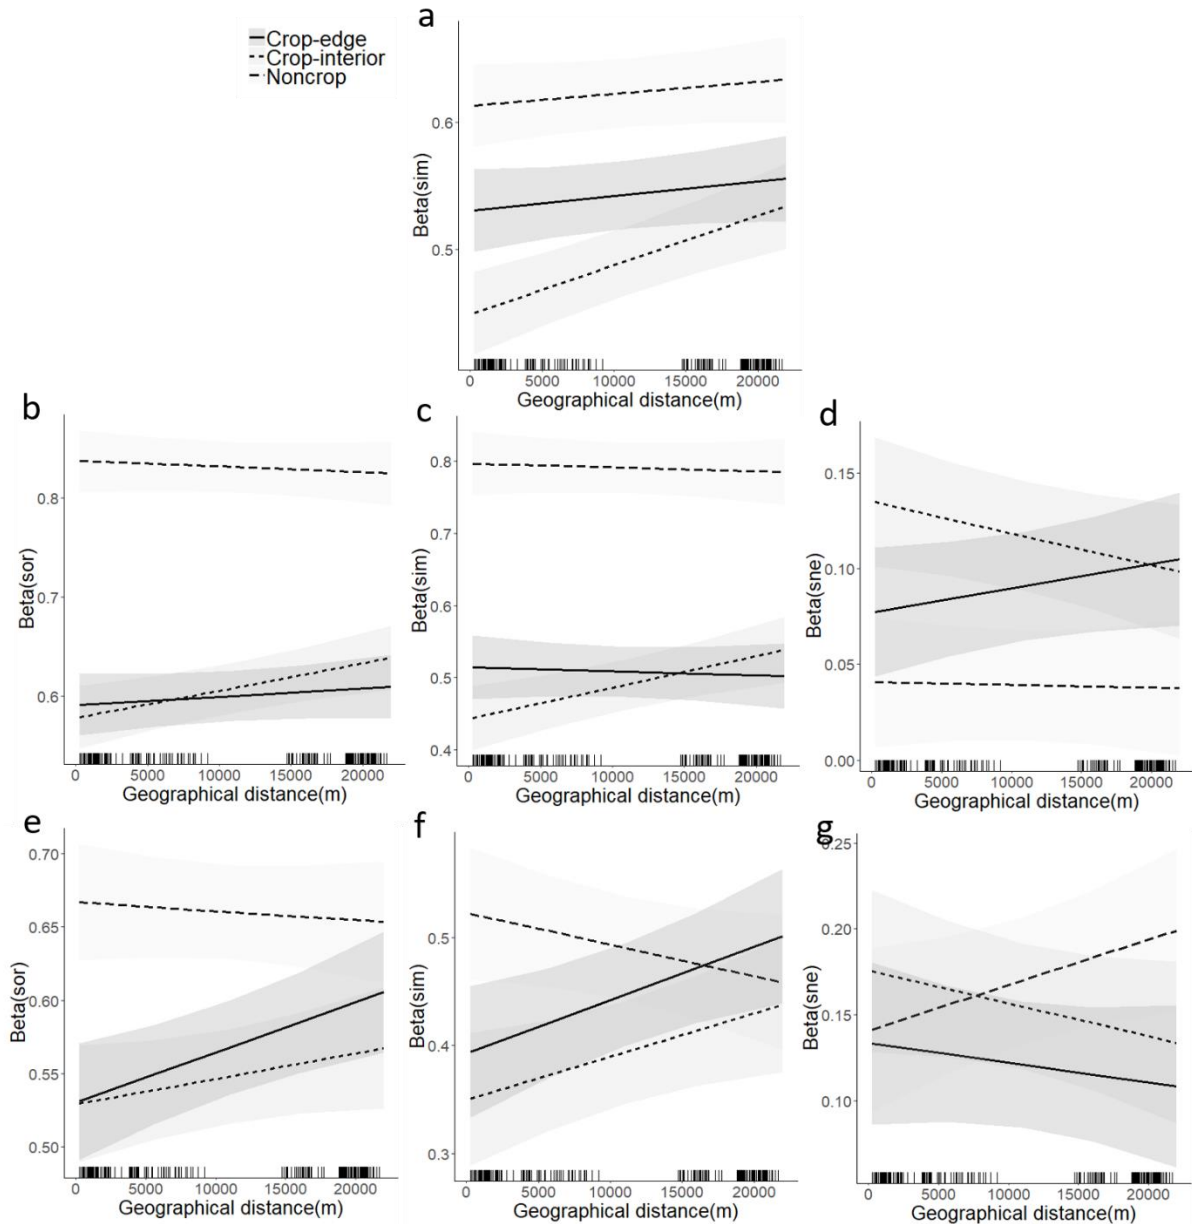 a
Crop-edge
Crop-interior
Noncrop
Beta(sim)
0.6
0.5
0 5000 10000 15000 20000
Geographical distance(m)
b
Beta(sor)
0.8
0.7
0.6
0 5000 10000 15000 20000
Geographical distance(m)
c
Beta(sim)
0.8
0.7
0.6
0.5
0.4
0 5000 10000 15000 20000
Geographical distance(m)
d
Beta(sne)
0.15
0.10
0.05
0.00
0 5000 10000 15000 20000
Geographical distance(m)
e
Beta(sor)
0.70
0.65
0.60
0.55
0.50
0 5000 10000 15000 20000
Geographical distance(m)
f
Beta(sim)
0.5
0.4
0.3
0 5000 10000 15000 20000
Geographical distance(m)
g
Beta(sne)
0.25
0.20
0.15
0.10
0 5000 10000 15000 20000
Geographical distance(m)